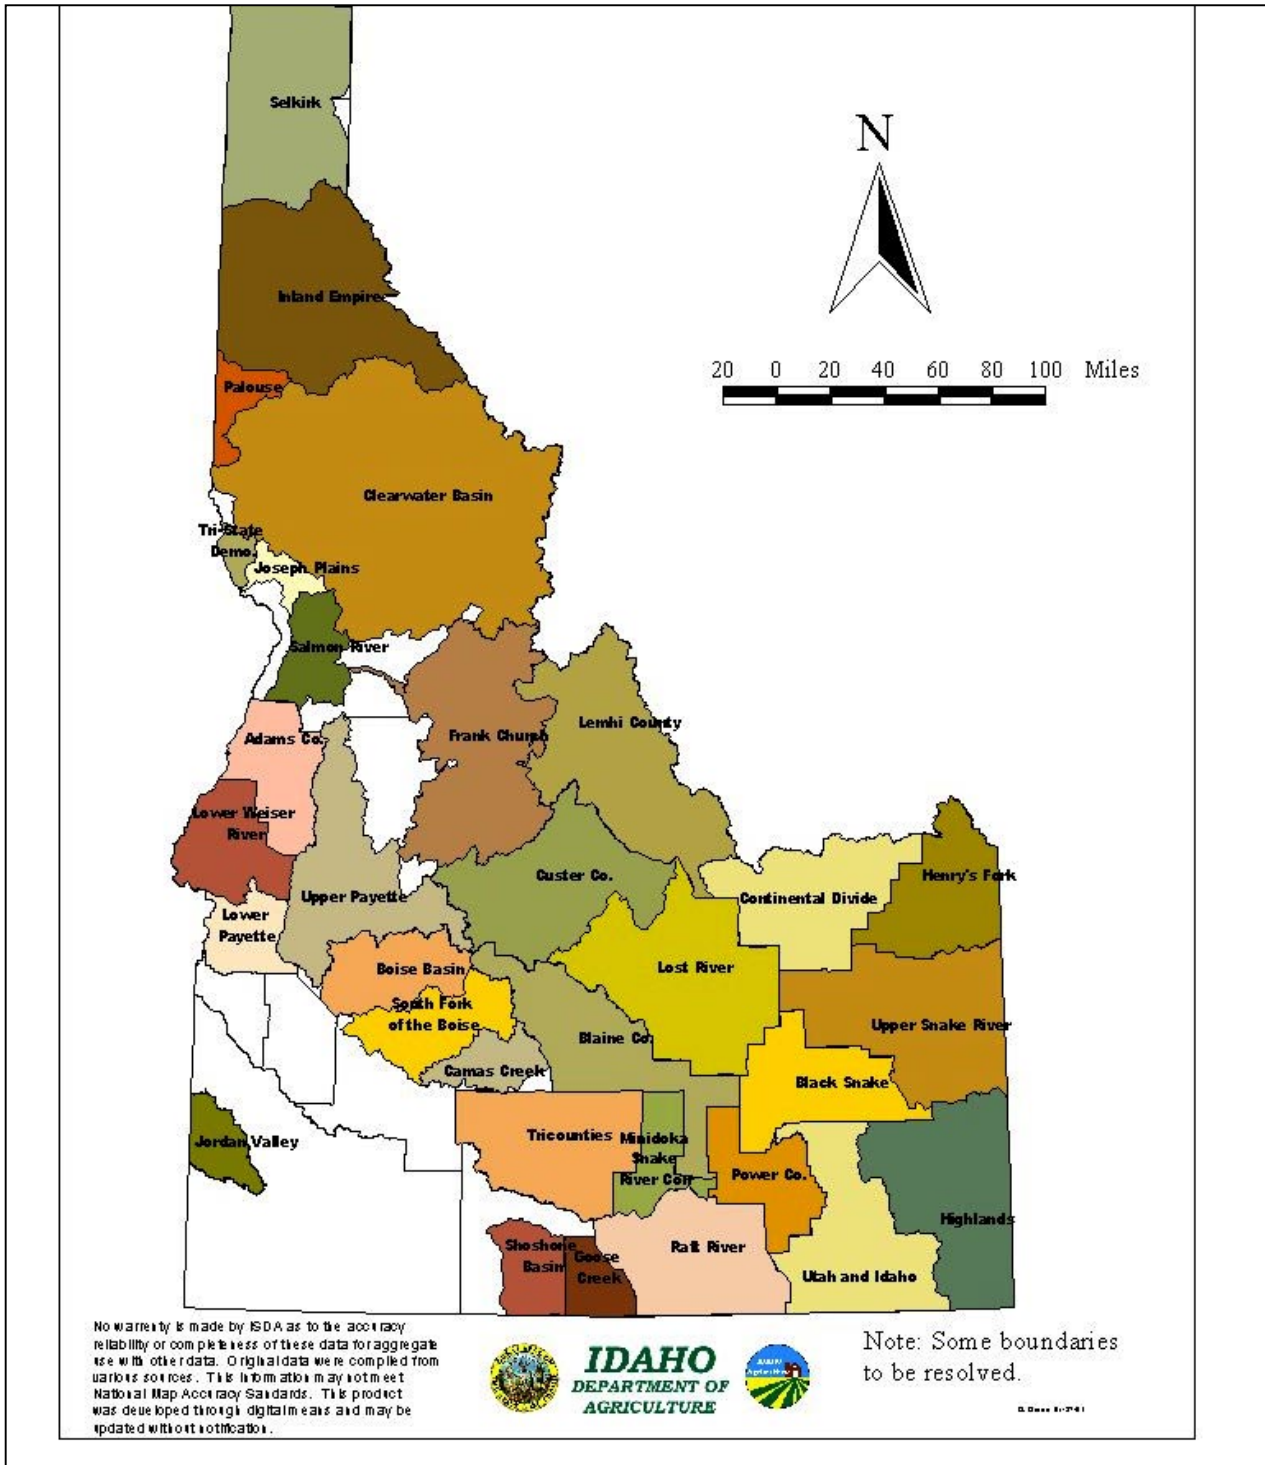 Selkirk
N
Inland Empire
20 0 20 40 60 80 100 Miles
Palouse
Clearwater Basin
Tri-State
Demo.
Joseph Plains
Salmon River
Lemhi County
Adams Co.
Frank Church
Lower Weiser
River
Custer Co.
Henry's Fork
Upper Payette
Continental Divide
Lower
Payette
Boise Basin
Lost River
South Fork
of the Boise
Upper Snake River
Blaine Co.
Camas Creek
Black Snake
Jordan Valley
Tricounties
Minidoka
Snake
River Corr
Power Co.
Highlands
Shoshone
Basin
Goose
Creek
Raft River
Utah and Idaho
No warrenty is made by ISDA as to the accuracy
reliability or completeness of these data for aggregate
use with other data. Original data were compiled from
various sources. This information may not meet
National Map Accuracy Sandards. This product
was developed through digital means and may be
updated without notification.
IDAHO
DEPARTMENT OF
AGRICULTURE
Note: Some boundaries
to be resolved.